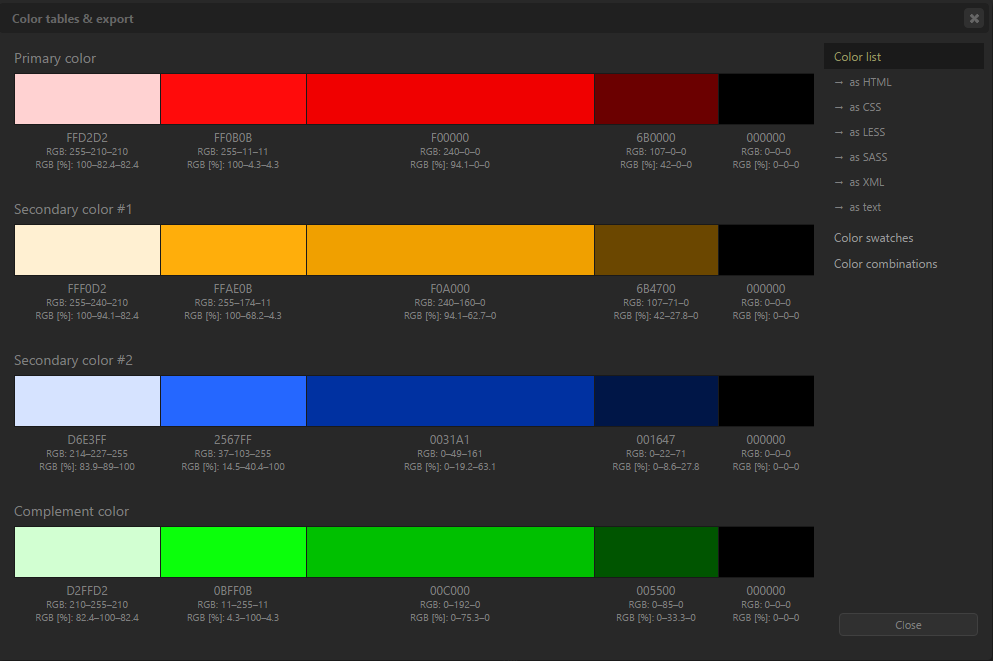 Color tables & export
Primary color
FFD2D2 FF0B0B F00000 6B0000 000000
RGB: 255–210–210 RGB: 255–11–11 RGB: 240–0–0 RGB: 107–0–0 RGB: 0–0–0
RGB [%]: 100–82.4–82.4 RGB [%]: 100–4.3–4.3 RGB [%]: 94.1–0–0 RGB [%]: 42–0–0 RGB [%]: 0–0–0
Secondary color #1
FFF0D2 FFAE0B F0A000 6B4700 000000
RGB: 255–240–210 RGB: 255–174–11 RGB: 240–160–0 RGB: 107–71–0 RGB: 0–0–0
RGB [%]: 100–94.1–82.4 RGB [%]: 100–68.2–4.3 RGB [%]: 94.1–62.7–0 RGB [%]: 42–27.8–0 RGB [%]: 0–0–0
Secondary color #2
D6E3FF 2567FF 0031A1 001647 000000
RGB: 214–227–255 RGB: 37–103–255 RGB: 0–49–161 RGB: 0–22–71 RGB: 0–0–0
RGB [%]: 83.9–89–100 RGB [%]: 14.5–40.4–100 RGB [%]: 0–19.2–63.1 RGB [%]: 0–8.6–27.8 RGB [%]: 0–0–0
Complement color
D2FFD2 0BFF0B 00C000 005500 000000
RGB: 210–255–210 RGB: 11–255–11 RGB: 0–192–0 RGB: 0–85–0 RGB: 0–0–0
RGB [%]: 82.4–100–82.4 RGB [%]: 4.3–100–4.3 RGB [%]: 0–75.3–0 RGB [%]: 0–33.3–0 RGB [%]: 0–0–0
Color list
→ as HTML
→ as CSS
→ as LESS
→ as SASS
→ as XML
→ as text
Color swatches
Color combinations
Close